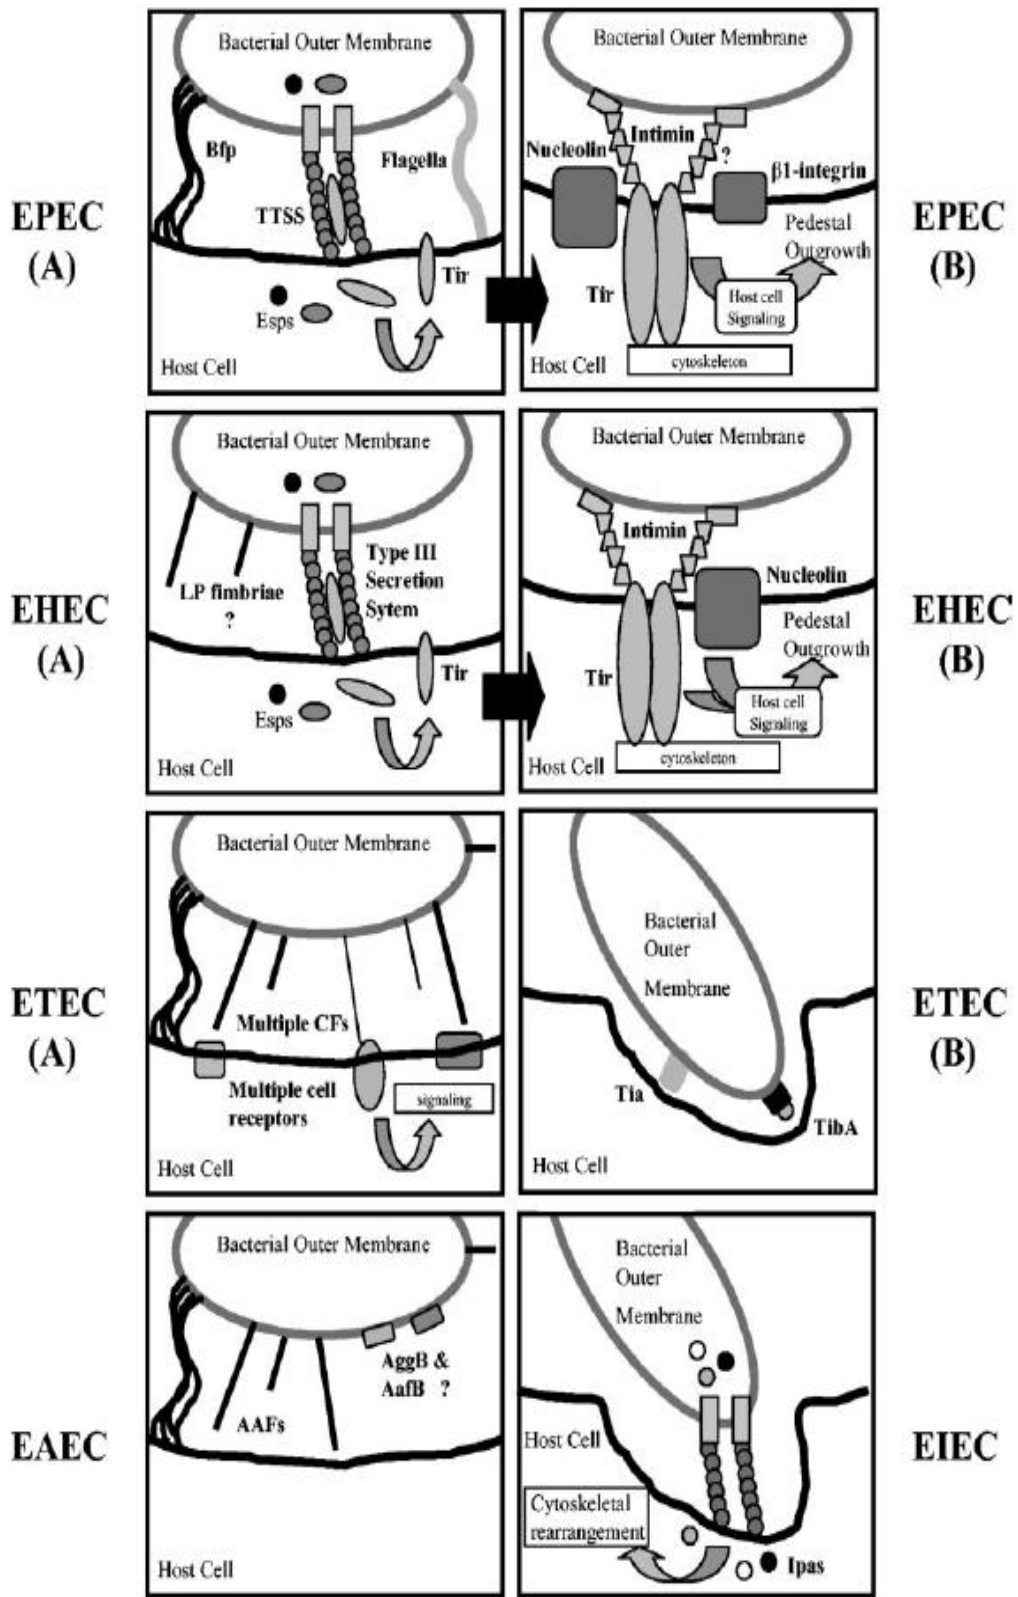 EPEC
(A)
Bacterial Outer Membrane
Bfp
Flagella
TTSS
Tir
Esps
Host Cell
Bacterial Outer Membrane
Nucleolin
Intimin
?
β1-integrin
Pedestal
Outgrowth
Tir
Host cell
Signaling
Host Cell
cytoskeleton
EPEC
(B)
EHEC
(A)
Bacterial Outer Membrane
LP fimbriae
?
Type III
Secretion
Sytem
Tir
Esps
Host Cell
Bacterial Outer Membrane
Intimin
Nucleolin
Pedestal
Outgrowth
Tir
Host cell
Signaling
cytoskeleton
Host Cell
EHEC
(B)
ETEC
(A)
Bacterial Outer Membrane
Multiple CFs
Multiple cell
receptors
signaling
Host Cell
Bacterial
Outer
Membrane
Tia
TibA
Host Cell
ETEC
(B)
EAEC
Bacterial Outer Membrane
AggB &
AafB ?
AAFs
Host Cell
Bacterial
Outer
Membrane
Host Cell
Cytoskeletal
rearrangement
Ipas
EIEC